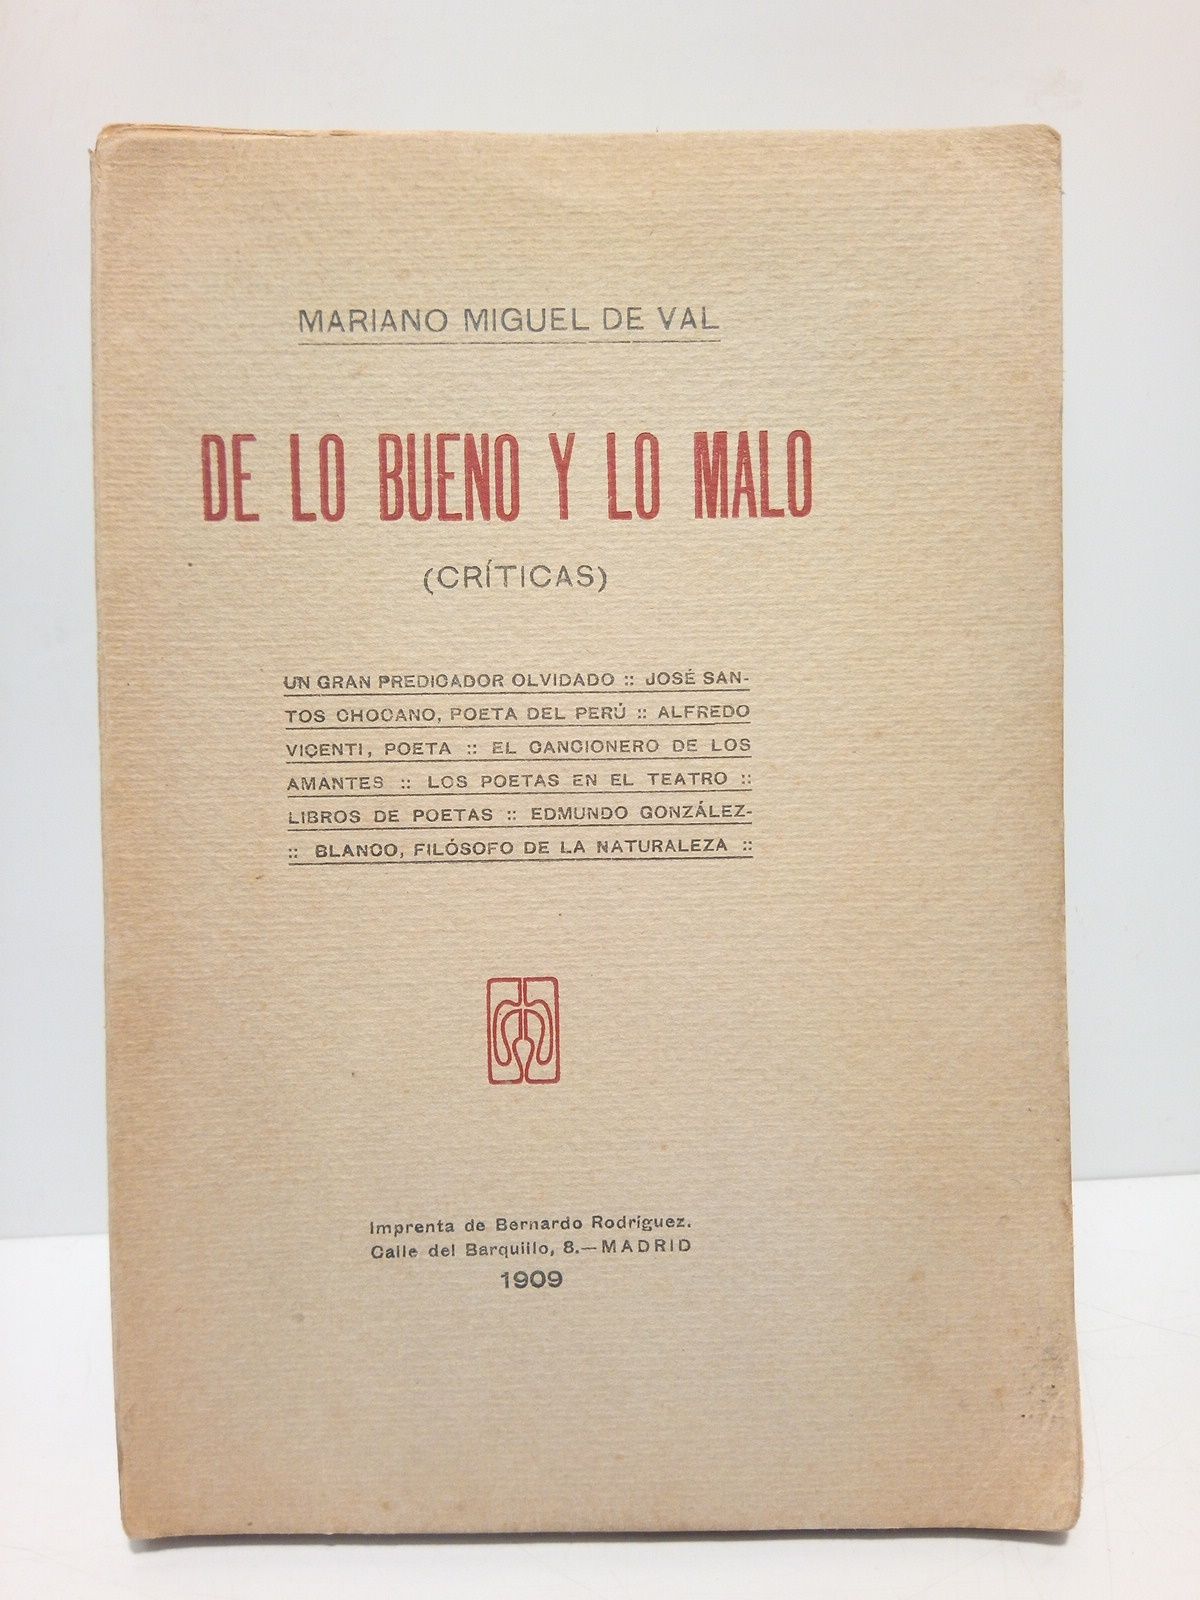 MARIANO MIGUEL DE VAL
DE LO BUENO Y LO MALO
(CRÍTICAS)
UN GRAN PREDICADOR OLVIDADO :: JOSÉ SAN-
TOS CHOCANO, POETA DEL PERÚ :: ALFREDO
VICENTI, POETA :: EL CANCIONERO DE LOS
AMANTES :: LOS POETAS EN EL TEATRO ::
LIBROS DE POETAS :: EDMUNDO GONZÁLEZ-
:: BLANCO, FILÓSOFO DE LA NATURALEZA ::
Imprenta de Bernardo Rodríguez.
Calle del Barquillo, 8.—MADRID
1909